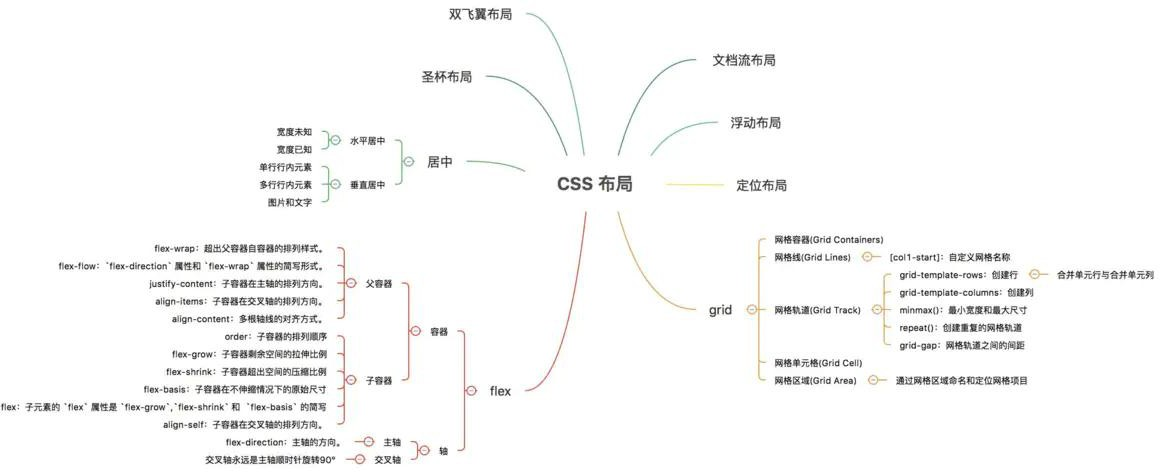 CSS 布局
双飞翼布局
圣杯布局
居中
水平居中
宽度未知
宽度已知
垂直居中
单行行内元素
多行行内元素
图片和文字
flex
容器
父容器
flex-wrap：超出父容器自容器的排列样式。
flex-flow：`flex-direction` 属性和 `flex-wrap` 属性的简写形式。
justify-content：子容器在主轴的排列方向。
align-items：子容器在交叉轴的排列方向。
align-content：多根轴线的对齐方式。
子容器
order：子容器的排列顺序
flex-grow：子容器剩余空间的拉伸比例
flex-shrink：子容器超出空间的压缩比例
flex-basis：子容器在不伸缩情况下的原始尺寸
flex：子元素的 `flex` 属性是 `flex-grow`,`flex-shrink` 和 `flex-basis` 的简写
align-self：子容器在交叉轴的排列方向。
轴
主轴
flex-direction：主轴的方向。
交叉轴
交叉轴永远是主轴顺时针旋转90°
文档流布局
浮动布局
定位布局
grid
网格容器(Grid Containers)
网格线(Grid Lines)
[col1-start]：自定义网格名称
网格轨道(Grid Track)
grid-template-rows：创建行
合并单元行与合并单元列
grid-template-columns：创建列
minmax()：最小宽度和最大尺寸
repeat()：创建重复的网格轨道
grid-gap：网格轨道之间的间距
网格单元格(Grid Cell)
网格区域(Grid Area)
通过网格区域命名和定位网格项目